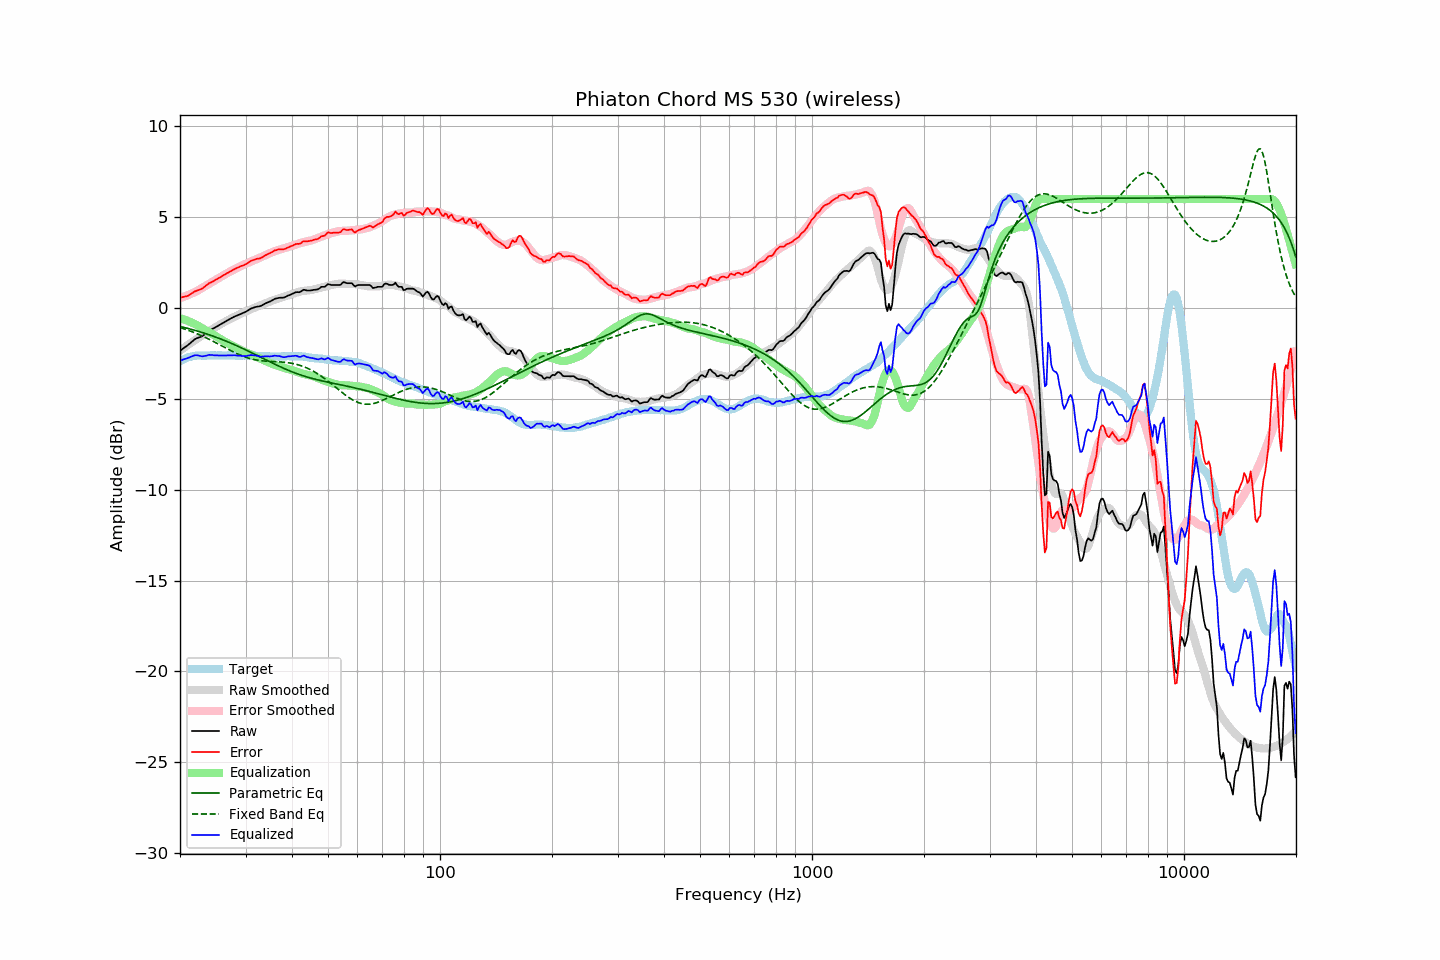 Phiaton Chord MS 530 (wireless)
10
5
0
−5
−10
−15
−20
−25
−30
Amplitude (dBr)
Target
Raw Smoothed
Error Smoothed
Raw
Error
Equalization
Parametric Eq
Fixed Band Eq
Equalized
100
1000
10000
Frequency (Hz)